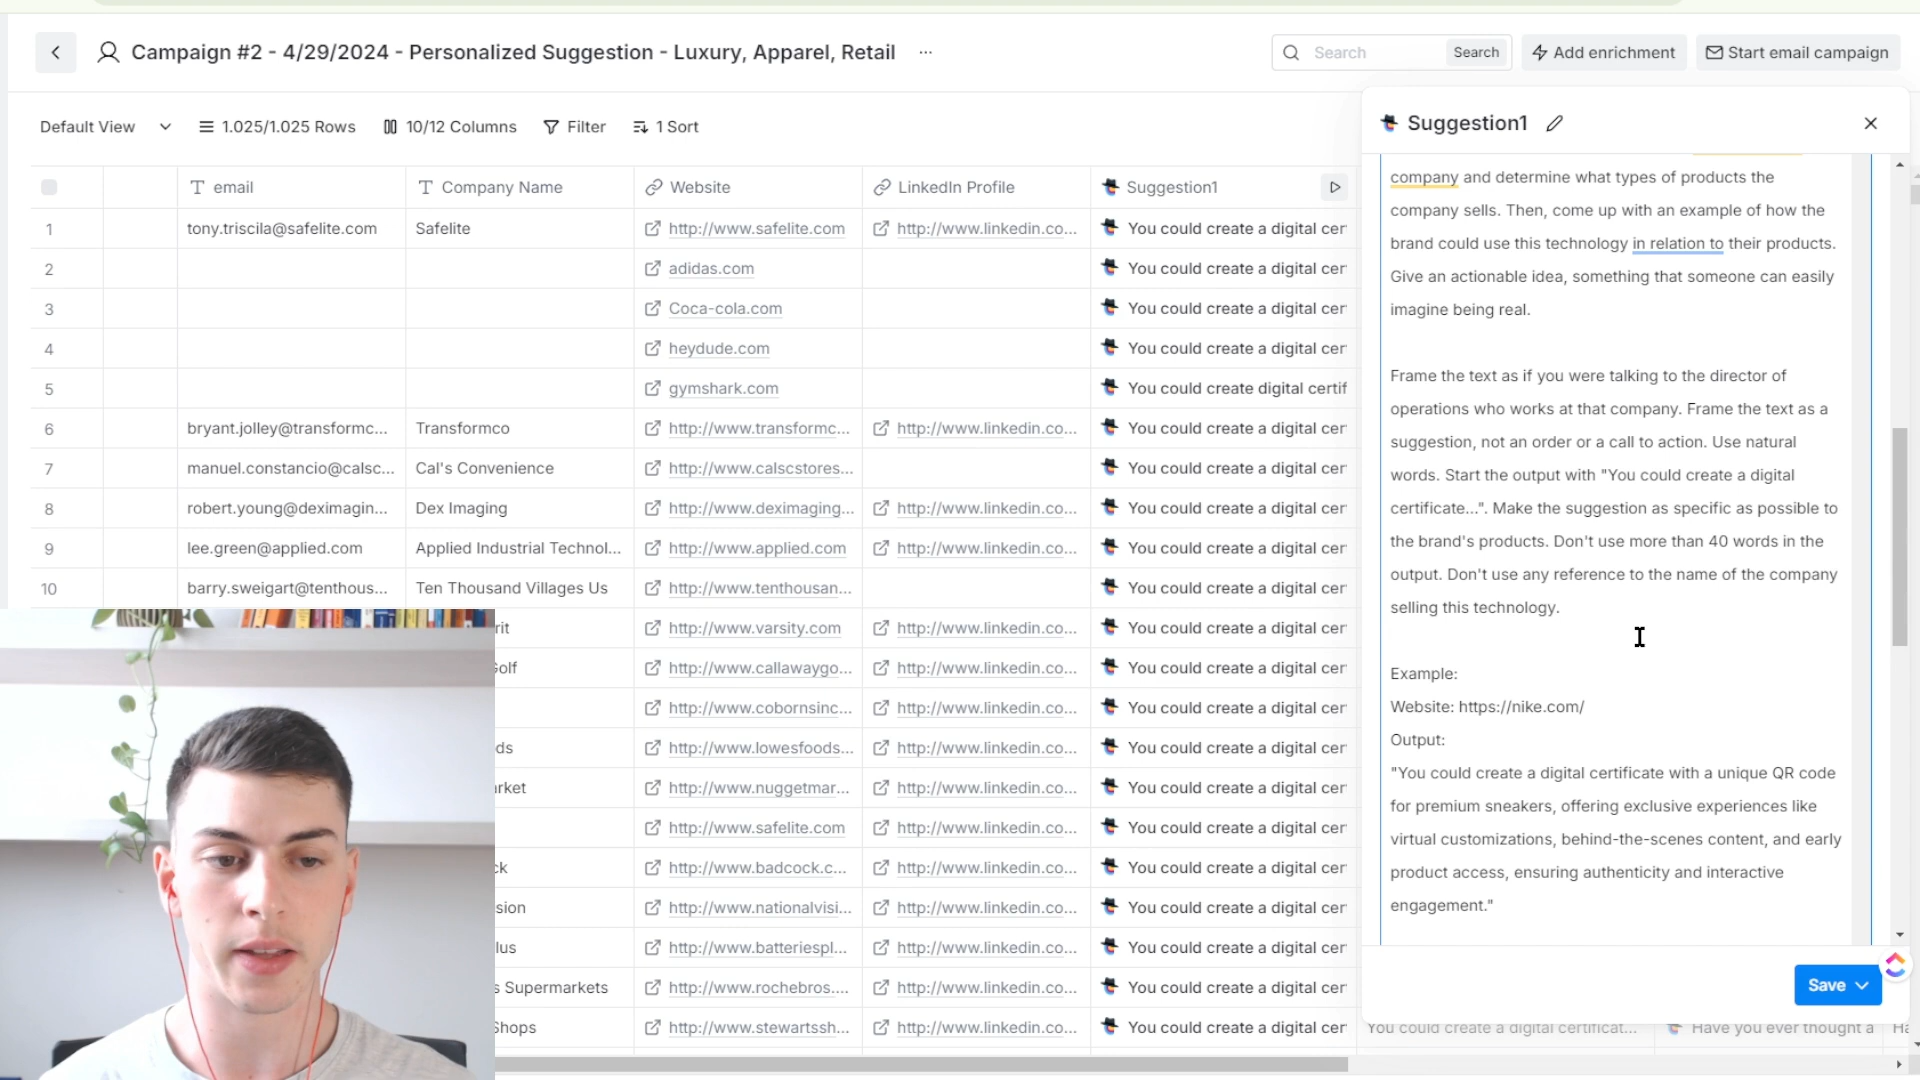 Campaign #2 - 4/29/2024 - Personalized Suggestion - Luxury, Apparel, Retail ...
Search Search
Add enrichment
Start email campaign
Default View
1.025/1.025 Rows
10/12 Columns
Filter
1 Sort
email Company Name Website LinkedIn Profile Suggestion1
1 tony.triscila@safelite.com Safelite http://www.safelite.com http://www.linkedin.co... You could create a digital cer
2 adidas.com You could create a digital cer
3 Coca-cola.com You could create a digital cer
4 heydude.com You could create a digital cer
5 gymshark.com You could create digital certif
6 bryant.jolley@transformc... Transformco http://www.transformc... http://www.linkedin.co... You could create a digital cer
7 manuel.constancio@calsc... Cal's Convenience http://www.calscstores... You could create a digital cer
8 robert.young@deximagin... Dex Imaging http://www.deximaging... http://www.linkedin.co... You could create a digital cer
9 lee.green@applied.com Applied Industrial Technol... http://www.applied.com http://www.linkedin.co... You could create a digital cer
10 barry.sweigart@tenthous... Ten Thousand Villages Us http://www.tenthousan... You could create a digital cer
rit http://www.varsity.com http://www.linkedin.co... You could create a digital cer
Golf http://www.callawaygo... http://www.linkedin.co... You could create a digital cer
http://www.cobornsinc... http://www.linkedin.co... You could create a digital cer
ds http://www.lowesfoods... http://www.linkedin.co... You could create a digital cer
rket http://www.nuggetmar... http://www.linkedin.co... You could create a digital cer
http://www.safelite.com http://www.linkedin.co... You could create a digital cer
ck http://www.badcock.c... http://www.linkedin.co... You could create a digital cer
sion http://www.nationalvisi... http://www.linkedin.co... You could create a digital cer
lus http://www.batteriespl... http://www.linkedin.co... You could create a digital cer
s Supermarkets http://www.rochebros.... http://www.linkedin.co... You could create a digital cer
Shops http://www.stewartssh... http://www.linkedin.co... You could create a digital cer
You could create a digital certificat... Have you ever thought a Ha
Suggestion1
company and determine what types of products the
company sells. Then, come up with an example of how the
brand could use this technology in relation to their products.
Give an actionable idea, something that someone can easily
imagine being real.
Frame the text as if you were talking to the director of
operations who works at that company. Frame the text as a
suggestion, not an order or a call to action. Use natural
words. Start the output with "You could create a digital
certificate...". Make the suggestion as specific as possible to
the brand's products. Don't use more than 40 words in the
output. Don't use any reference to the name of the company
selling this technology.
Example:
Website: https://nike.com/
Output:
"You could create a digital certificate with a unique QR code
for premium sneakers, offering exclusive experiences like
virtual customizations, behind-the-scenes content, and early
product access, ensuring authenticity and interactive
engagement."
Save